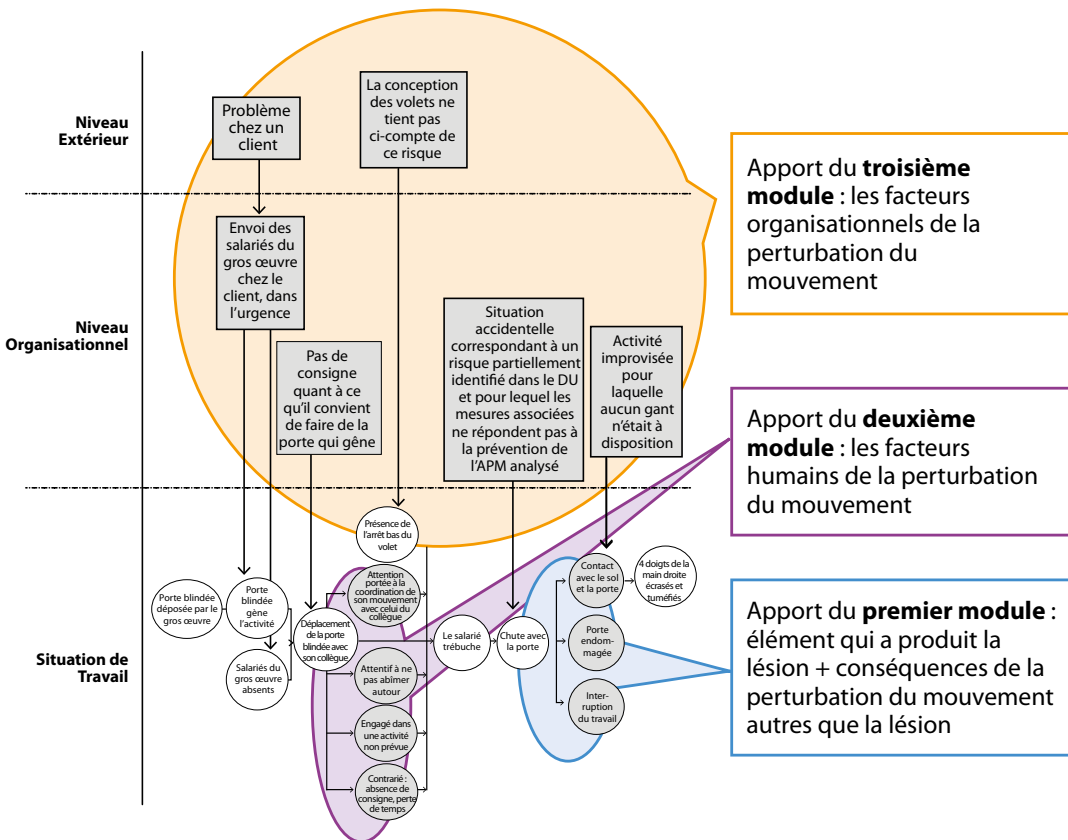 Niveau
Extérieur
Problème
chez un
client
La conception
des volets ne
tient pas
ci-compte de
ce risque
Apport du troisième
module : les facteurs
organisationnels de la
perturbation du
mouvement
Niveau
Organisationnel
Envoi des
salariés du
gros œuvre
chez le
client, dans
l’urgence
Pas de
consigne
quant à ce
qu’il convient
de faire de la
porte qui gêne
Situation
accidentelle
correspondant à un
risque partiellement
identifié dans le DU
et pour lequel les
mesures associées
ne répondent pas à
la prévention de
l’APM analysé
Activité
improvisée
pour
laquelle
aucun gant
n’était à
disposition
Apport du deuxième
module : les facteurs
humains de la perturbation
du mouvement
Situation de
Travail
Porte blindée
déposée par le
gros œuvre
Porte
blindée
gêne
l’activité
Salariés du
gros œuvre
absents
Déplacement
de la porte
blindée avec
son collègue
Présence de
l’arrêt bas du
volet
Attention
portée à la
coordination de
son mouvement
avec celui du
collègue
Attentif à ne
pas abîmer
autour
Engagé dans
une activité
non prévue
Contrarié :
absence de
consigne, perte
de temps
Le salarié
trébuche
Chute avec
la porte
Contact
avec le sol
et la porte
4 doigts de la
main droite
écrasés et
tuméfiés
Porte
endom-
magée
Inter-
ruption
du travail
Apport du premier module :
élément qui a produit la
lésion + conséquences de la
perturbation du mouvement
autres que la lésion